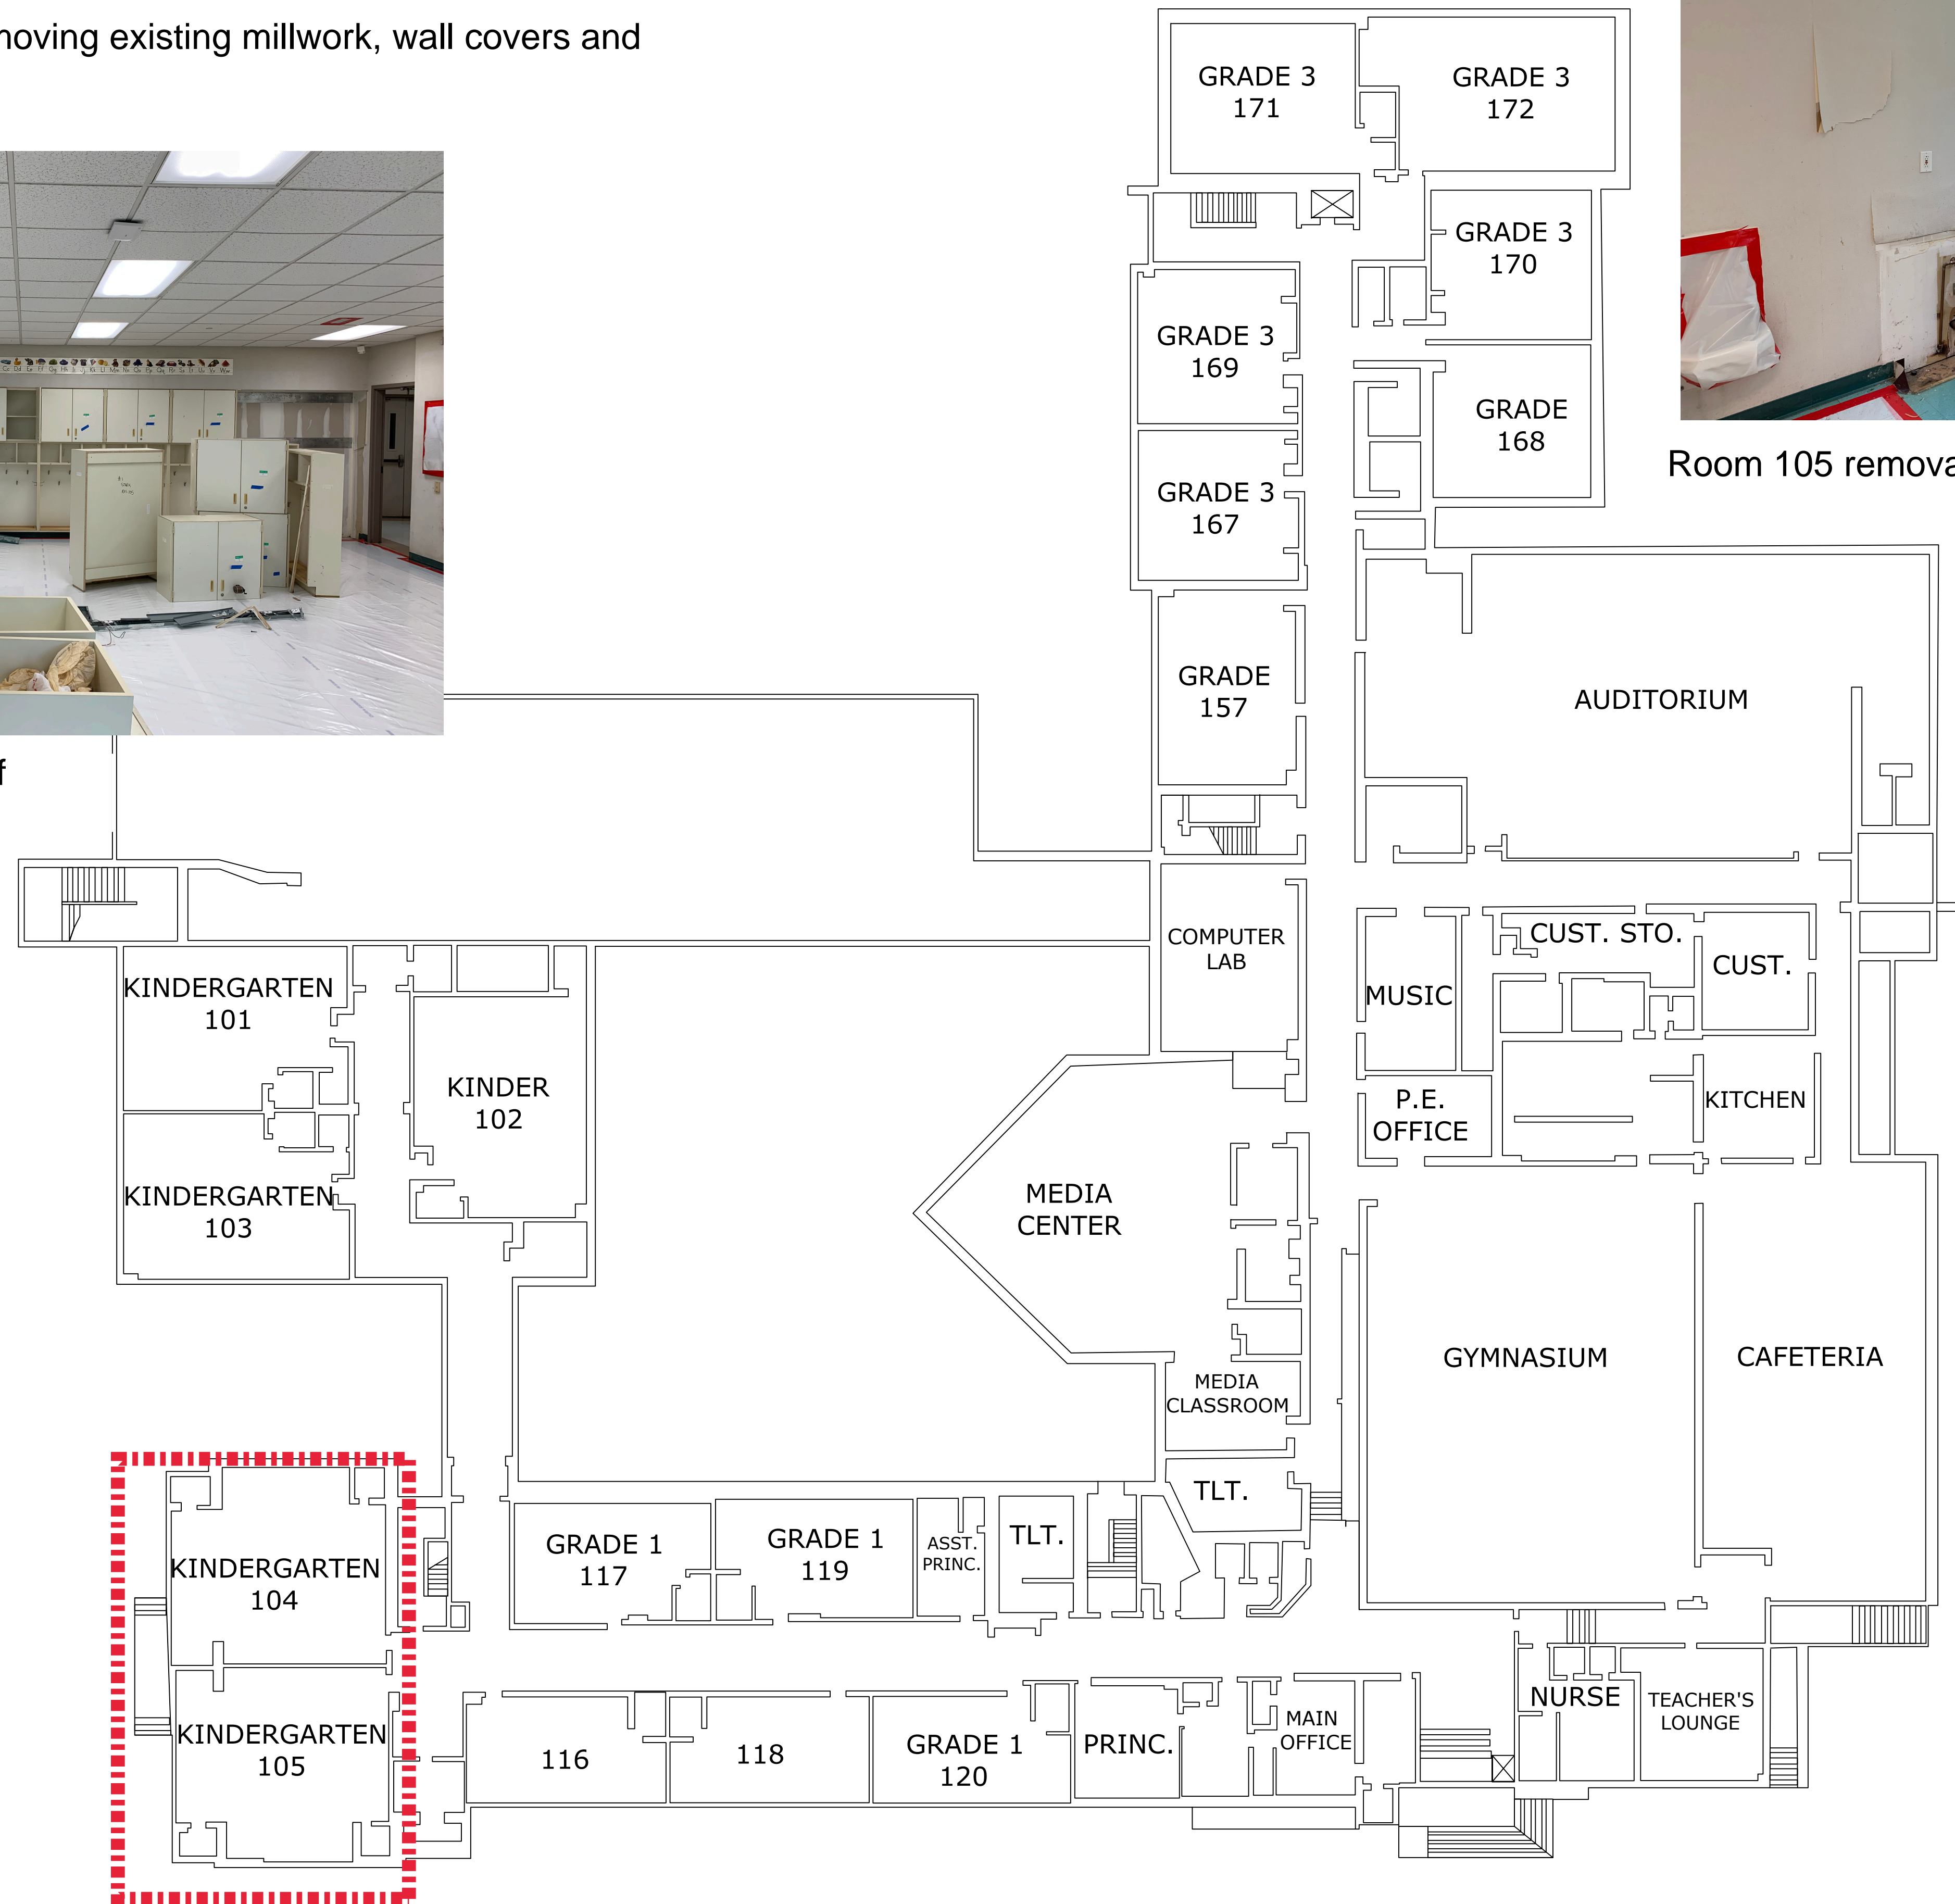 moving existing millwork, wall covers and
GRADE 3
171
GRADE 3
172
GRADE 3
170
GRADE 3
169
GRADE
168
GRADE 3
167
Room 105 remova
GRADE
157
AUDITORIUM
f
COMPUTER
LAB
CUST. STO.
CUST.
MUSIC
KINDERGARTEN
101
KINDER
102
P.E.
OFFICE
KITCHEN
KINDERGARTEN
103
MEDIA
CENTER
GYMNASIUM
CAFETERIA
MEDIA
CLASSROOM
TLT.
KINDERGARTEN
104
GRADE 1
117
GRADE 1
119
ASST.
PRINC.
TLT.
KINDERGARTEN
105
116
118
GRADE 1
120
PRINC.
MAIN
OFFICE
NURSE
TEACHER'S
LOUNGE